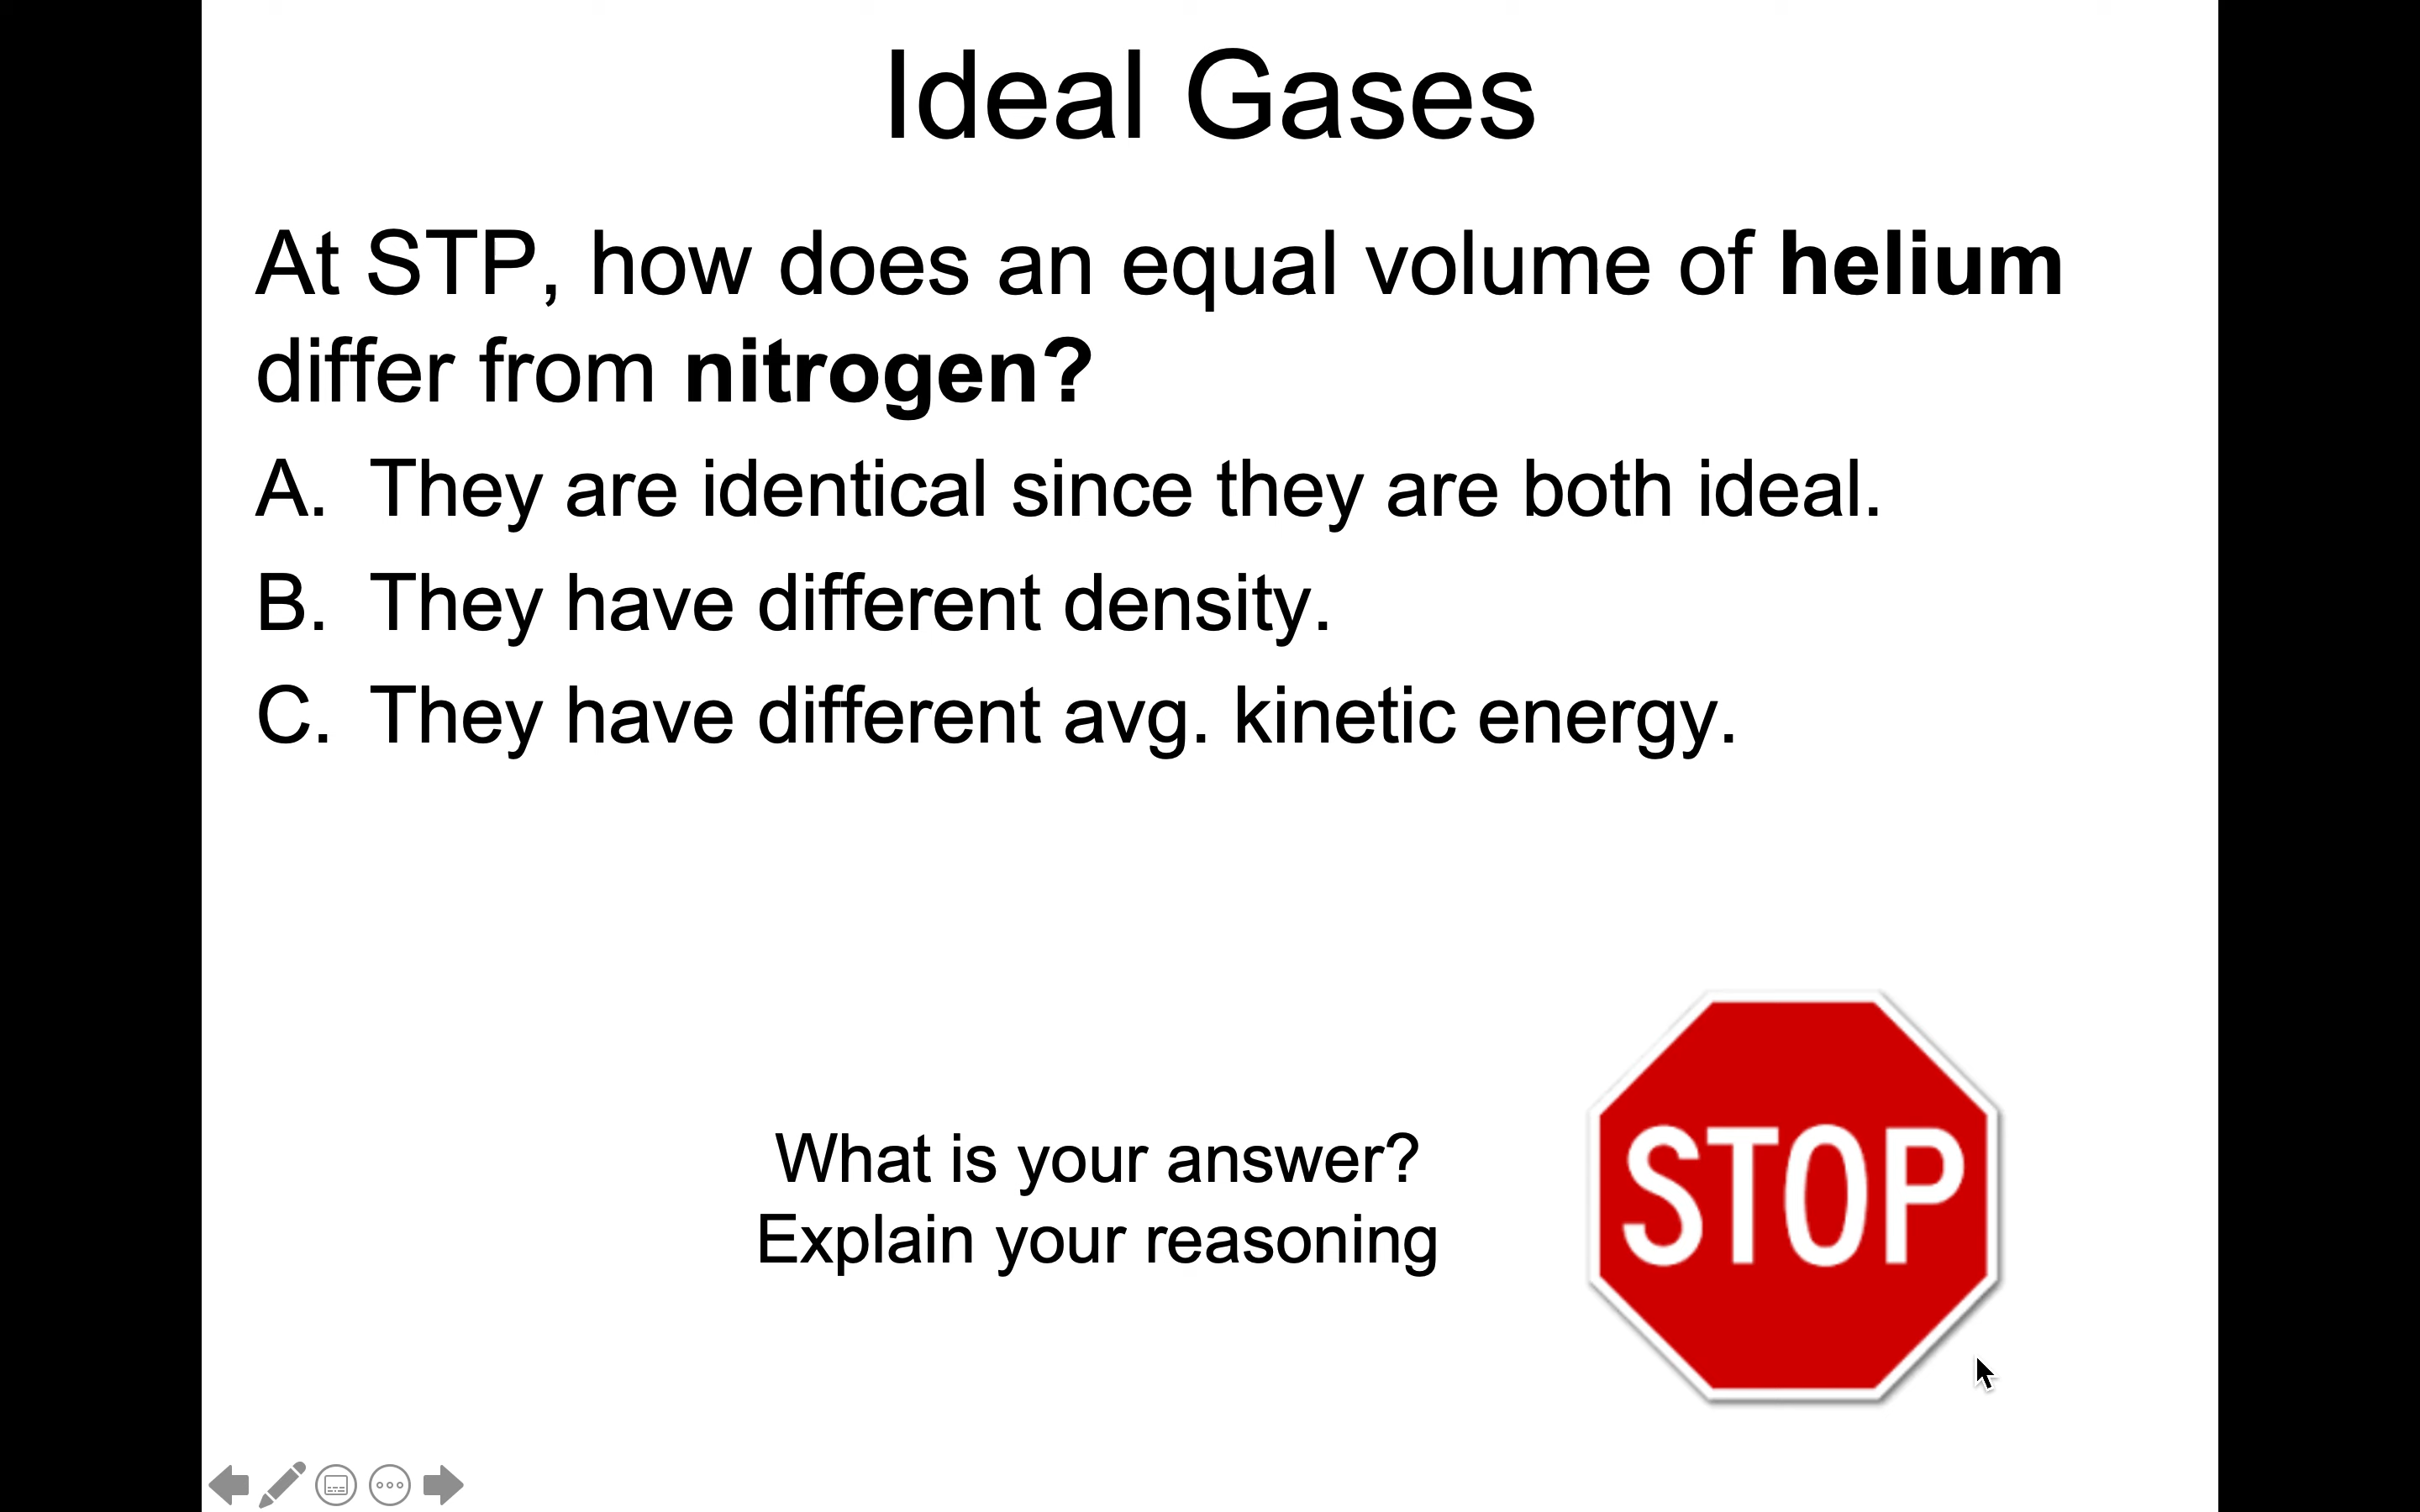 Ideal Gases
At STP, how does an equal volume of helium
differ from nitrogen?
A. They are identical since they are both ideal.
B. They have different density.
C. They have different avg. kinetic energy.
What is your answer?
Explain your reasoning
STOP